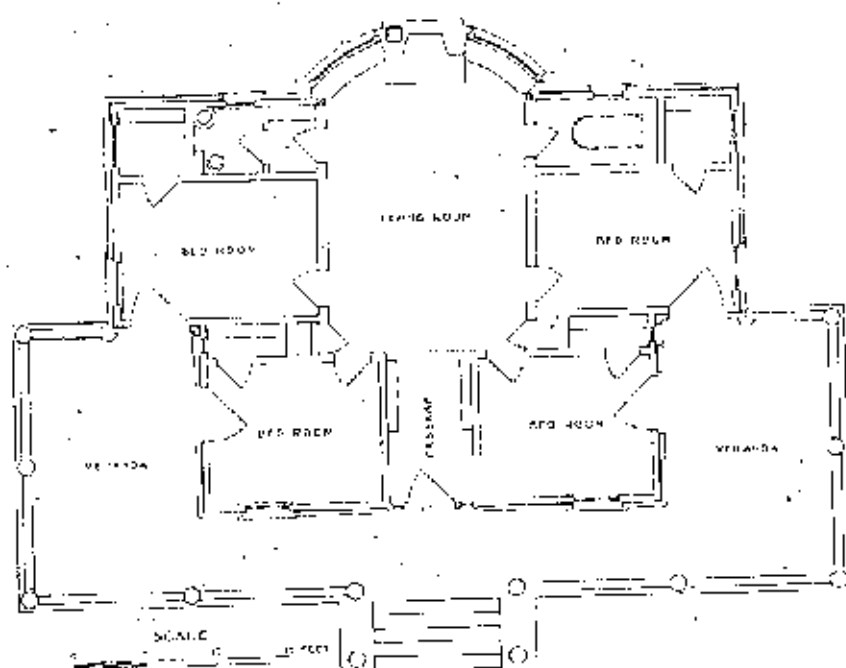 LIVING ROOM
BED ROOM
BED ROOM
BED ROOM
BED ROOM
PASSAGE
VERANDA
VERANDA
SCALE
FEET